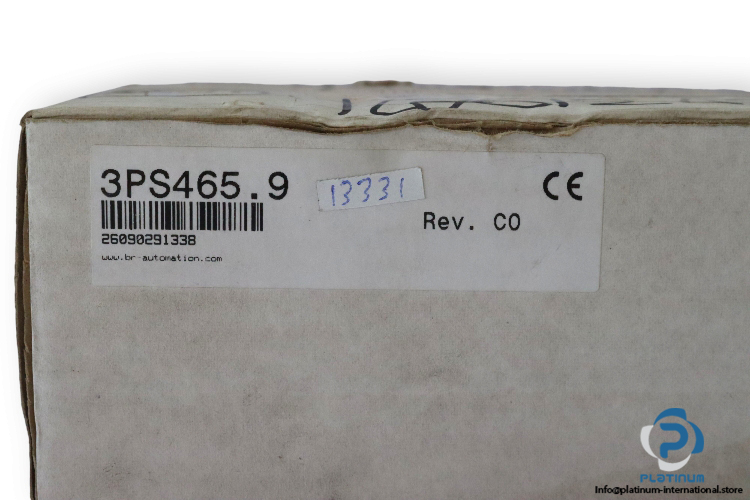 3PS465.9
13331
CE
26090291338
Rev. C0
www.br-automation.com
PLATINUM
info@platinum-international.store